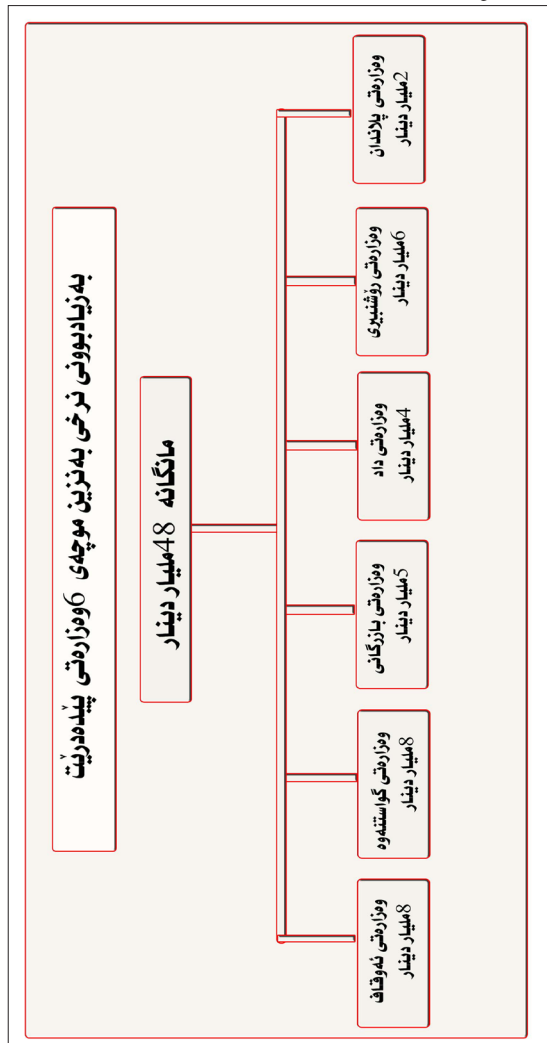 بەزیادبوونی نرخی بەنزین موچەی 6وەزارەتی پێدەدرێت
مانگانە 48ملیار دینار
وەزارەتی پلاندان
2ملیار دینار
وەزارەتی رۆشنبیری
6ملیار دینار
وەزارەتی داد
4ملیار دینار
وەزارەتی بازرگانی
5ملیار دینار
وەزارەتی گواستنەوە
8ملیار دینار
وەزارەتی ئەوقاف
8ملیار دینار